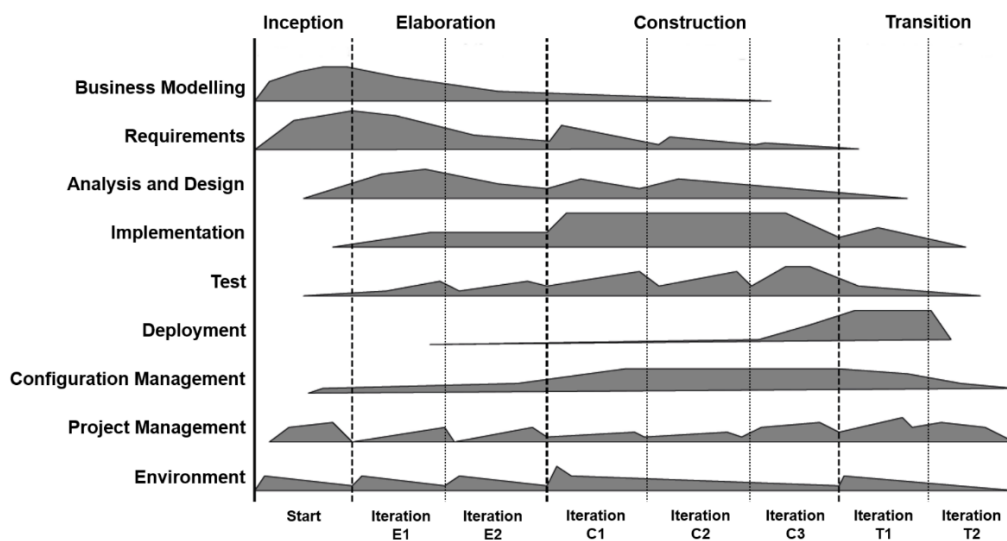 Inception Elaboration Construction Transition
Business Modelling
Requirements
Analysis and Design
Implementation
Test
Deployment
Configuration Management
Project Management
Environment
Start Iteration E1 Iteration E2 Iteration C1 Iteration C2 Iteration C3 Iteration T1 Iteration T2